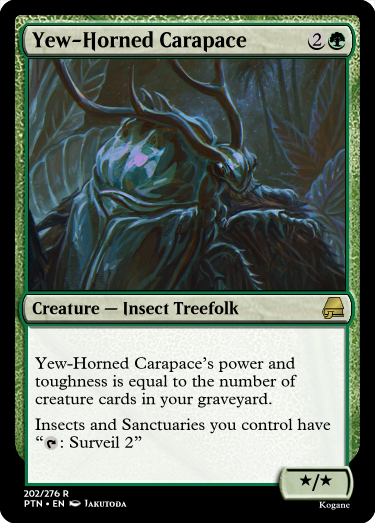 Yew-Horned Carapace 2
Creature — Insect Treefolk
Yew-Horned Carapace's power and
toughness is equal to the number of
creature cards in your graveyard.
Insects and Sanctuaries you control have
“: Surveil 2”
★/★
202/276 R
PTN • EN Jakutoda
Kogane